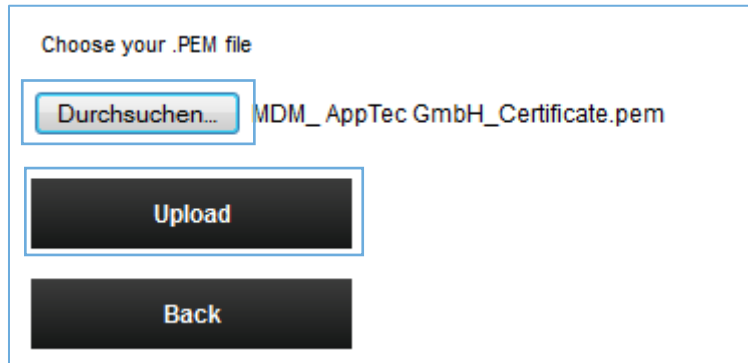 Choose your .PEM file
Durchsuchen... MDM_ AppTec GmbH_Certificate.pem
Upload
Back